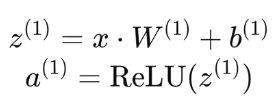 z⁽¹⁾ = x · W⁽¹⁾ + b⁽¹⁾
a⁽¹⁾ = ReLU(z⁽¹⁾)